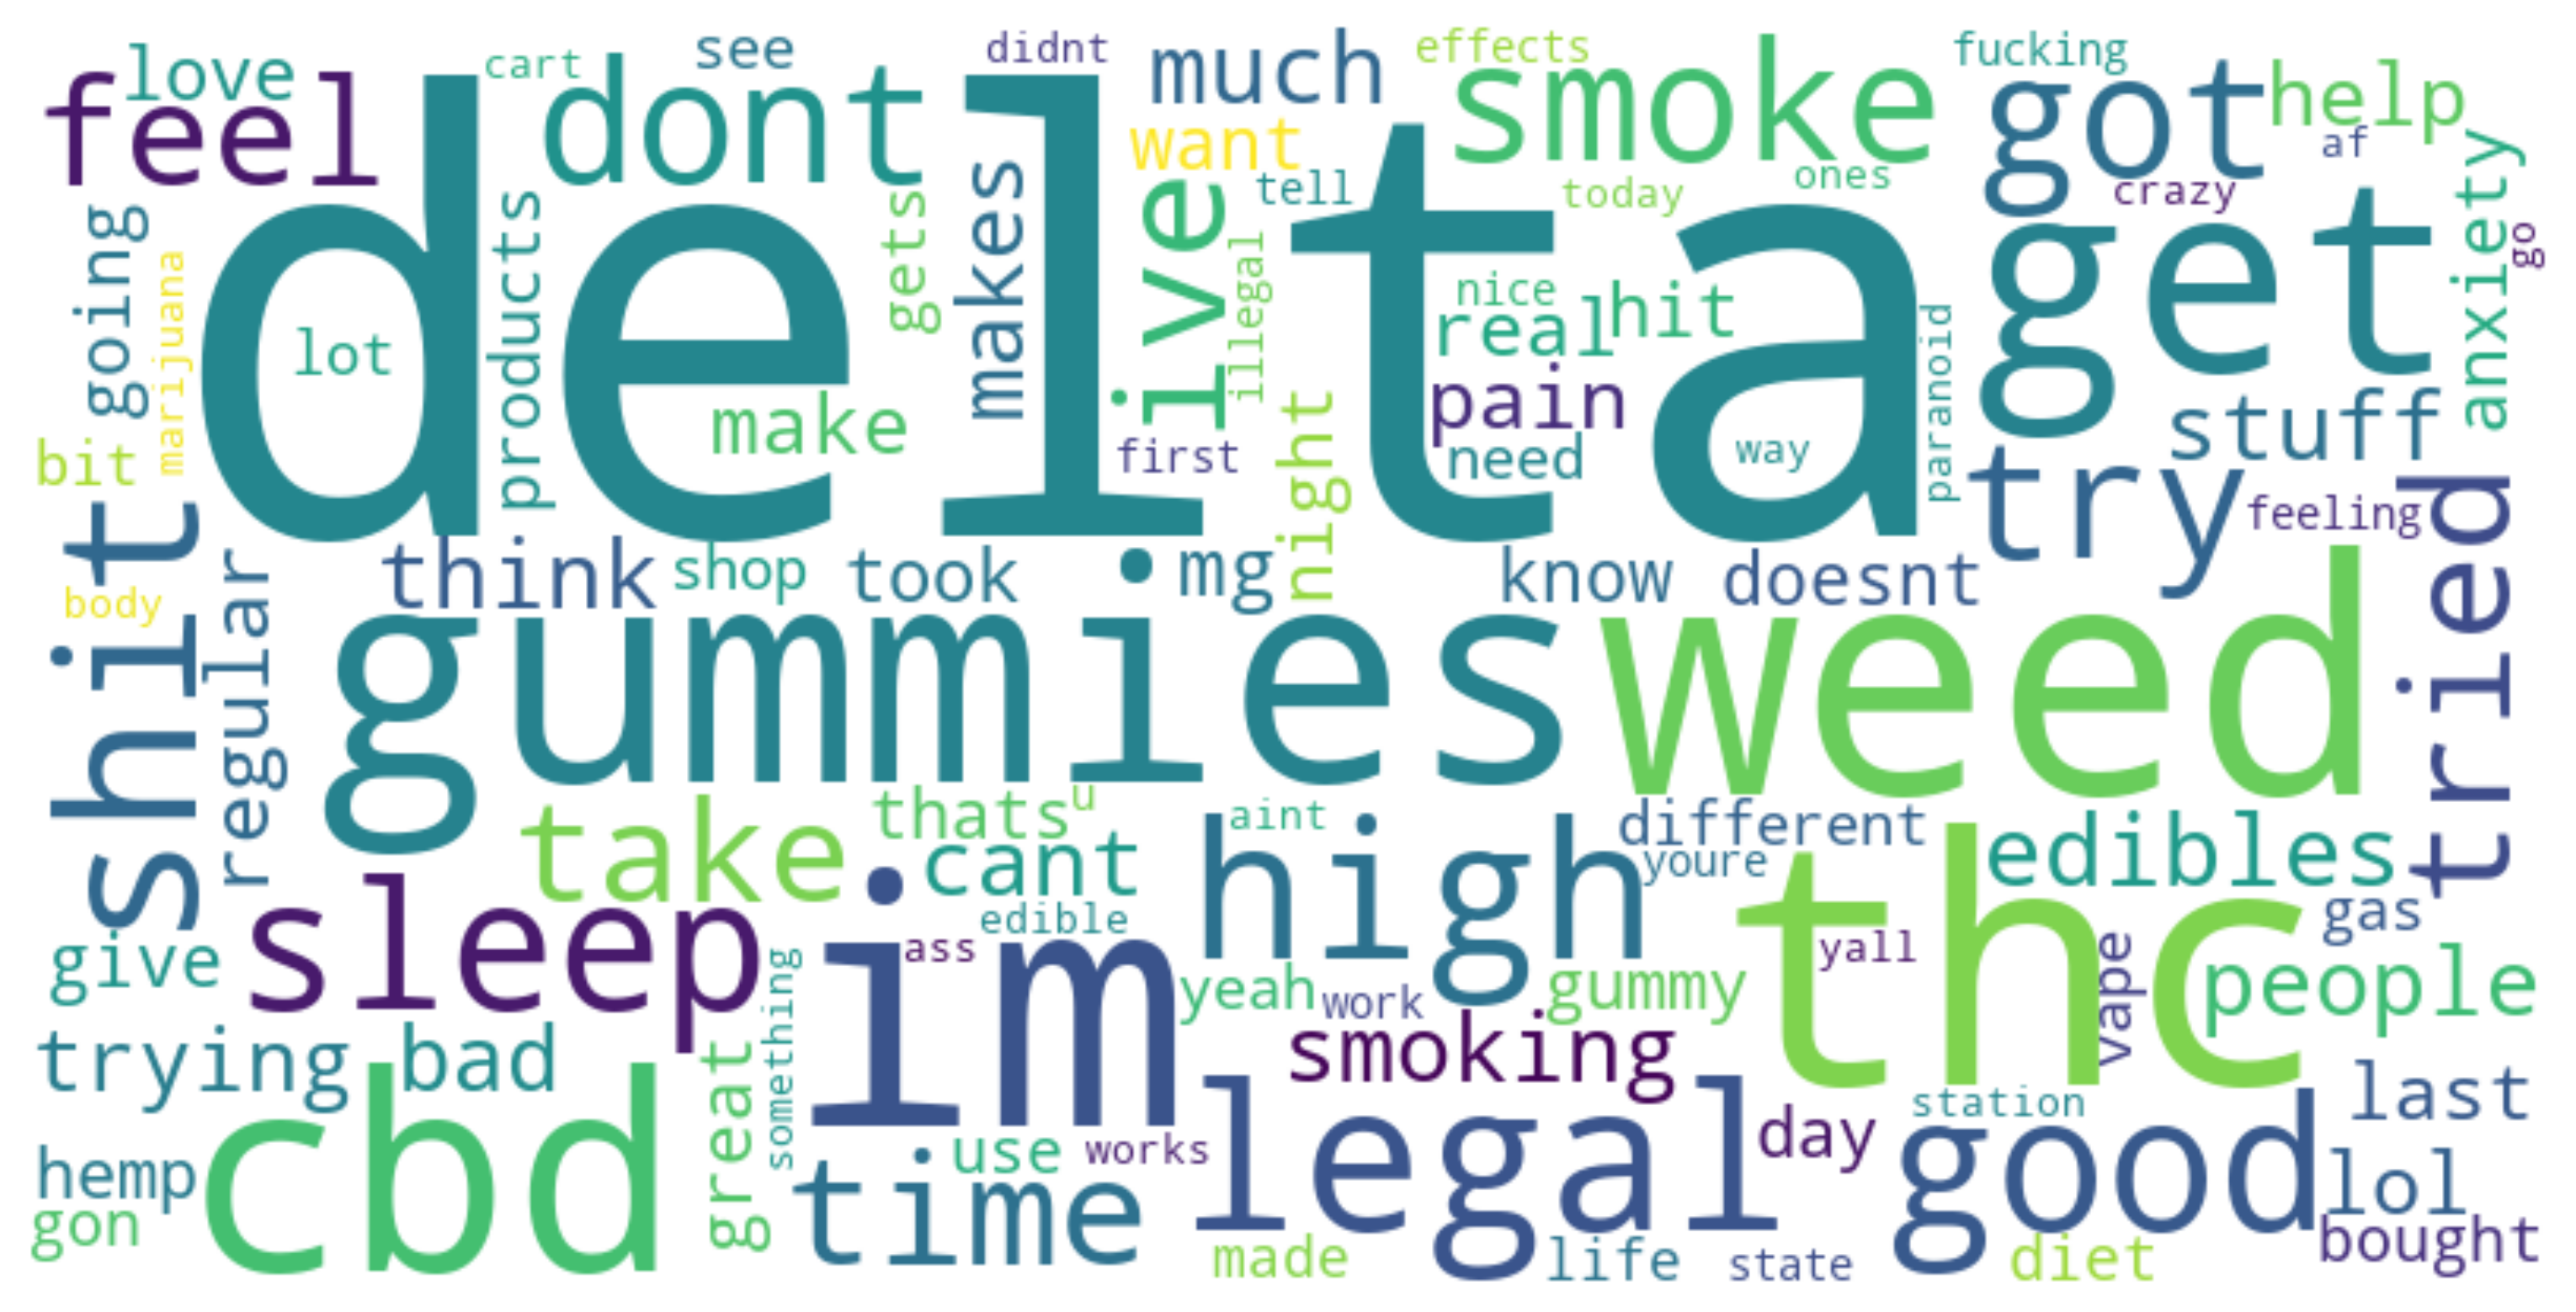 love
cart
see
didnt
much
effects
smoke
fucking
got
help
feel
dont
want
af
delta
makes
ive
tell
today
ones
crazy
get
anxiety
go
going
marijuana
products
gets
illegal
nice
real
hit
paranoid
lot
make
pain
stuff
bit
first
night
need
way
try
tried
feeling
shit
body
regular
think
shop
took
mg
know
doesnt
gummies
weed
take
thats
u
aint
high
different
edibles
cant
youre
thc
sleep
edible
ass
yall
gas
give
im
yeah
work
gummy
vape
people
something
smoking
trying
bad
great
legal
last
cbd
station
day
good
hemp
time
use
works
lol
gon
made
life
state
diet
bought